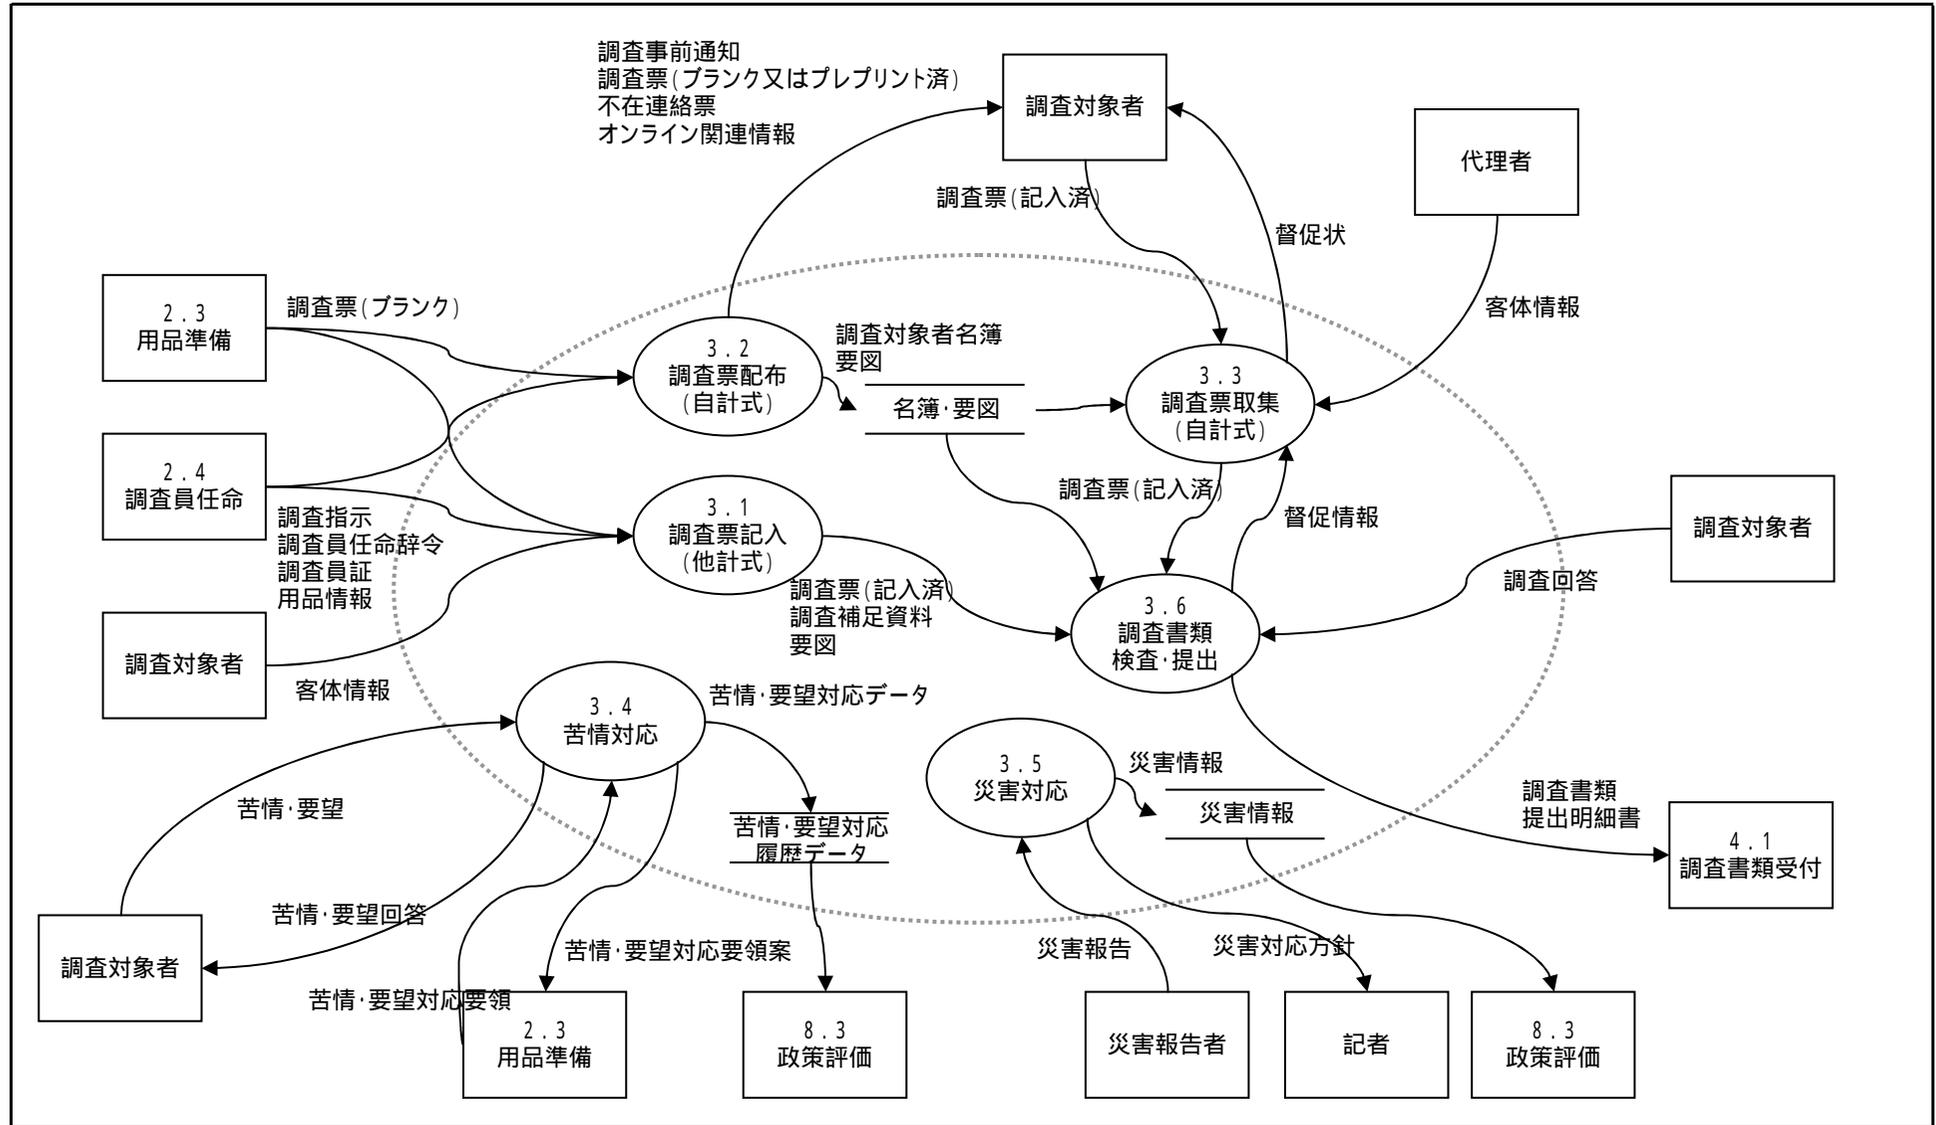 調査事前通知
調査票(ブランク又はプレプリント済)
不在連絡票
オンライン関連情報
調査対象者
代理者
調査票(記入済)
督促状
客体情報
2.3
用品準備
調査票(ブランク)
3.2
調査票配布
(自計式)
調査対象者名簿
要図
名簿・要図
3.3
調査票取集
(自計式)
2.4
調査員任命
調査指示
調査員任命辞令
調査員証
用品情報
3.1
調査票記入
(他計式)
調査票(記入済)
督促情報
調査対象者
調査回答
調査票(記入済)
調査補足資料
要図
3.6
調査書類
検査・提出
調査対象者
客体情報
3.4
苦情対応
苦情・要望対応データ
3.5
災害対応
災害情報
災害情報
苦情・要望
苦情・要望対応
履歴データ
調査書類
提出明細書
4.1
調査書類受付
調査対象者
苦情・要望回答
苦情・要望対応要領案
苦情・要望対応要領
災害報告
災害対応方針
2.3
用品準備
8.3
政策評価
災害報告者
記者
8.3
政策評価